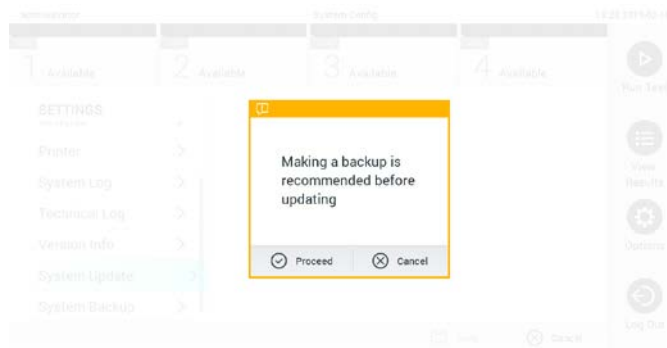 Administrator System Config
1 Available 2 Available 3 Available 4 Available
Run Test
SETTINGS
Printer
System Log
Technical Log
Version Info
System Update
System Backup
Making a backup is
recommended before
updating
Proceed Cancel
View
Results
Options
Log Out
Save Cancel